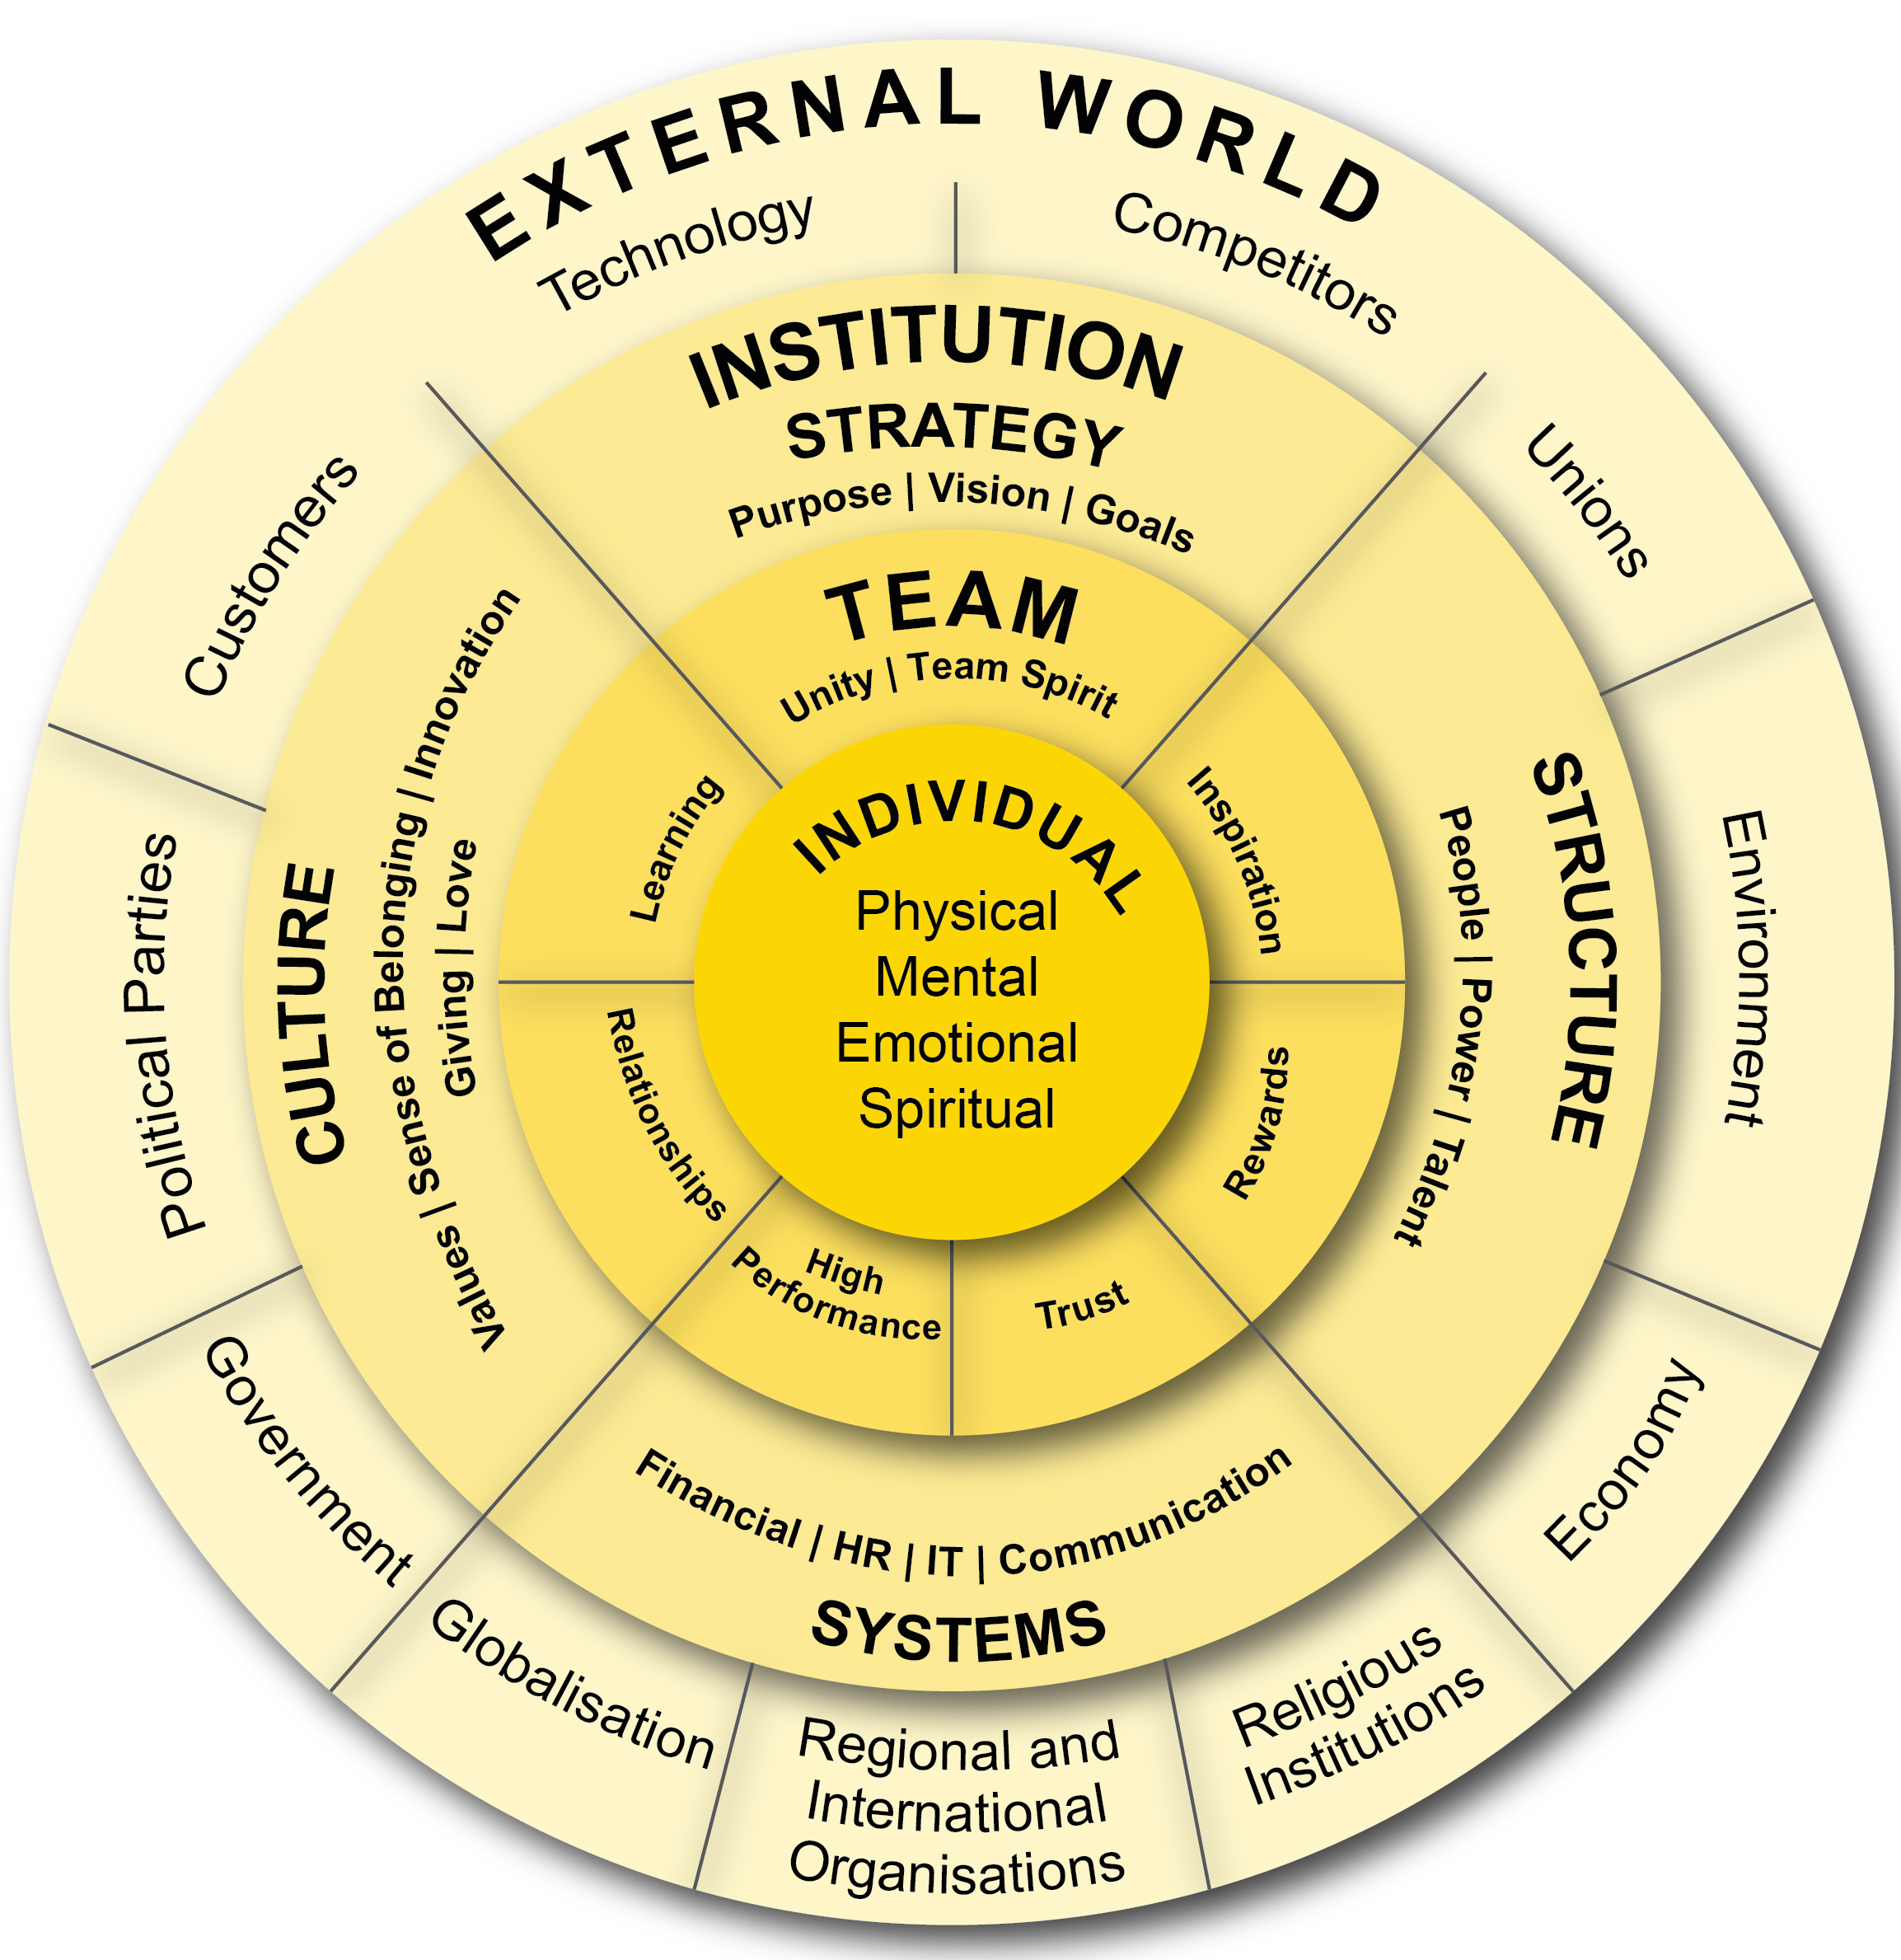 EXTERNAL WORLD
Technology
Competitors
Unions
Environment
Economy
Religious
Institutions
Regional and
International
Organisations
Globalisation
Government
Political Parties
Customers
INSTITUTION
STRATEGY
Purpose | Vision | Goals
STRUCTURE
People | Power | Talent
Financial | HR | IT | Communication
SYSTEMS
CULTURE
Values | Sense of Belonging | Innovation
Giving | Love
TEAM
Unity | Team Spirit
Inspiration
Rewards
Trust
High
Performance
Relationships
Learning
INDIVIDUAL
Physical
Mental
Emotional
Spiritual